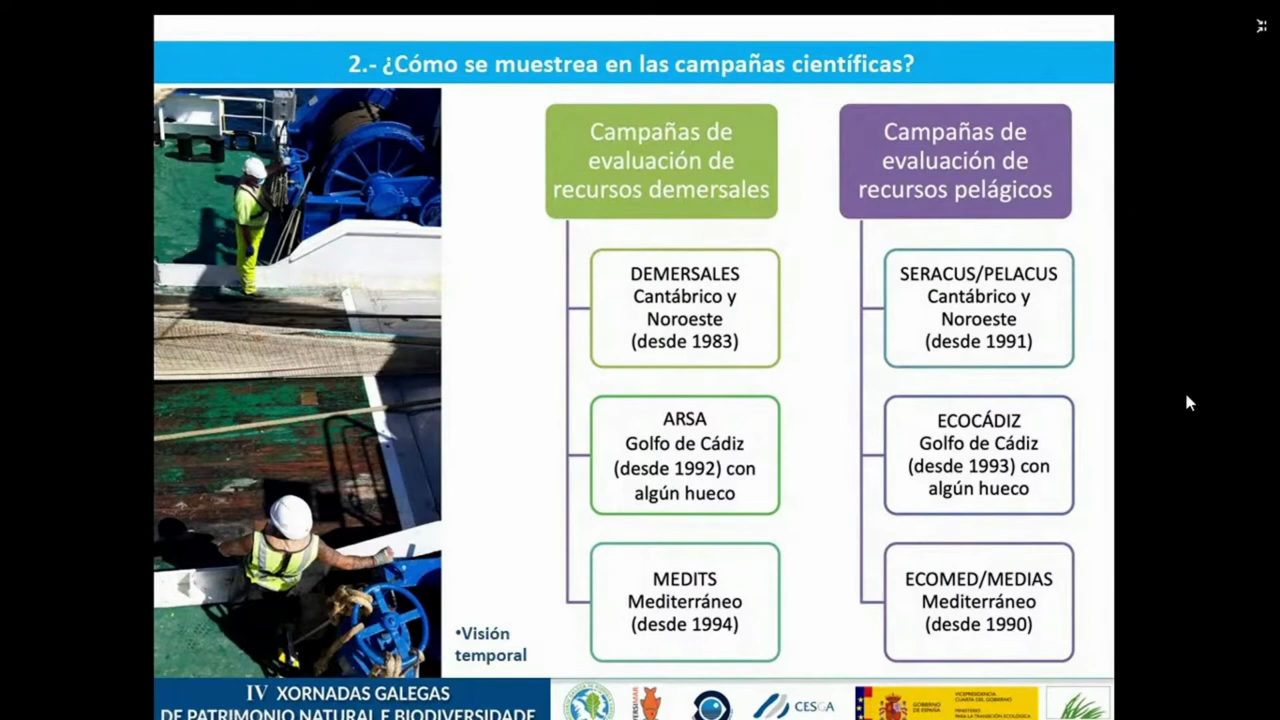 2.- ¿Cómo se muestrea en las campañas científicas?
Campañas de
evaluación de
recursos demersales
DEMERSALES
Cantábrico y
Noroeste
(desde 1983)
ARSA
Golfo de Cádiz
(desde 1992) con
algún hueco
MEDITS
Mediterráneo
(desde 1994)
Campañas de
evaluación de
recursos pelágicos
SERACUS/PELACUS
Cantábrico y
Noroeste
(desde 1991)
ECOCÁDIZ
Golfo de Cádiz
(desde 1993) con
algún hueco
ECOMED/MEDIAS
Mediterráneo
(desde 1990)
•Visión
temporal
IV XORNADAS GALEGAS
DE PATRIMONIO NATURAL E BIODIVERSIDADE
CESGA
GOBIERNO
DE ESPAÑA
VICEPRESIDENCIA
CUARTA DEL GOBIERNO
MINISTERIO
PARA LA TRANSICIÓN ECOLÓGICA